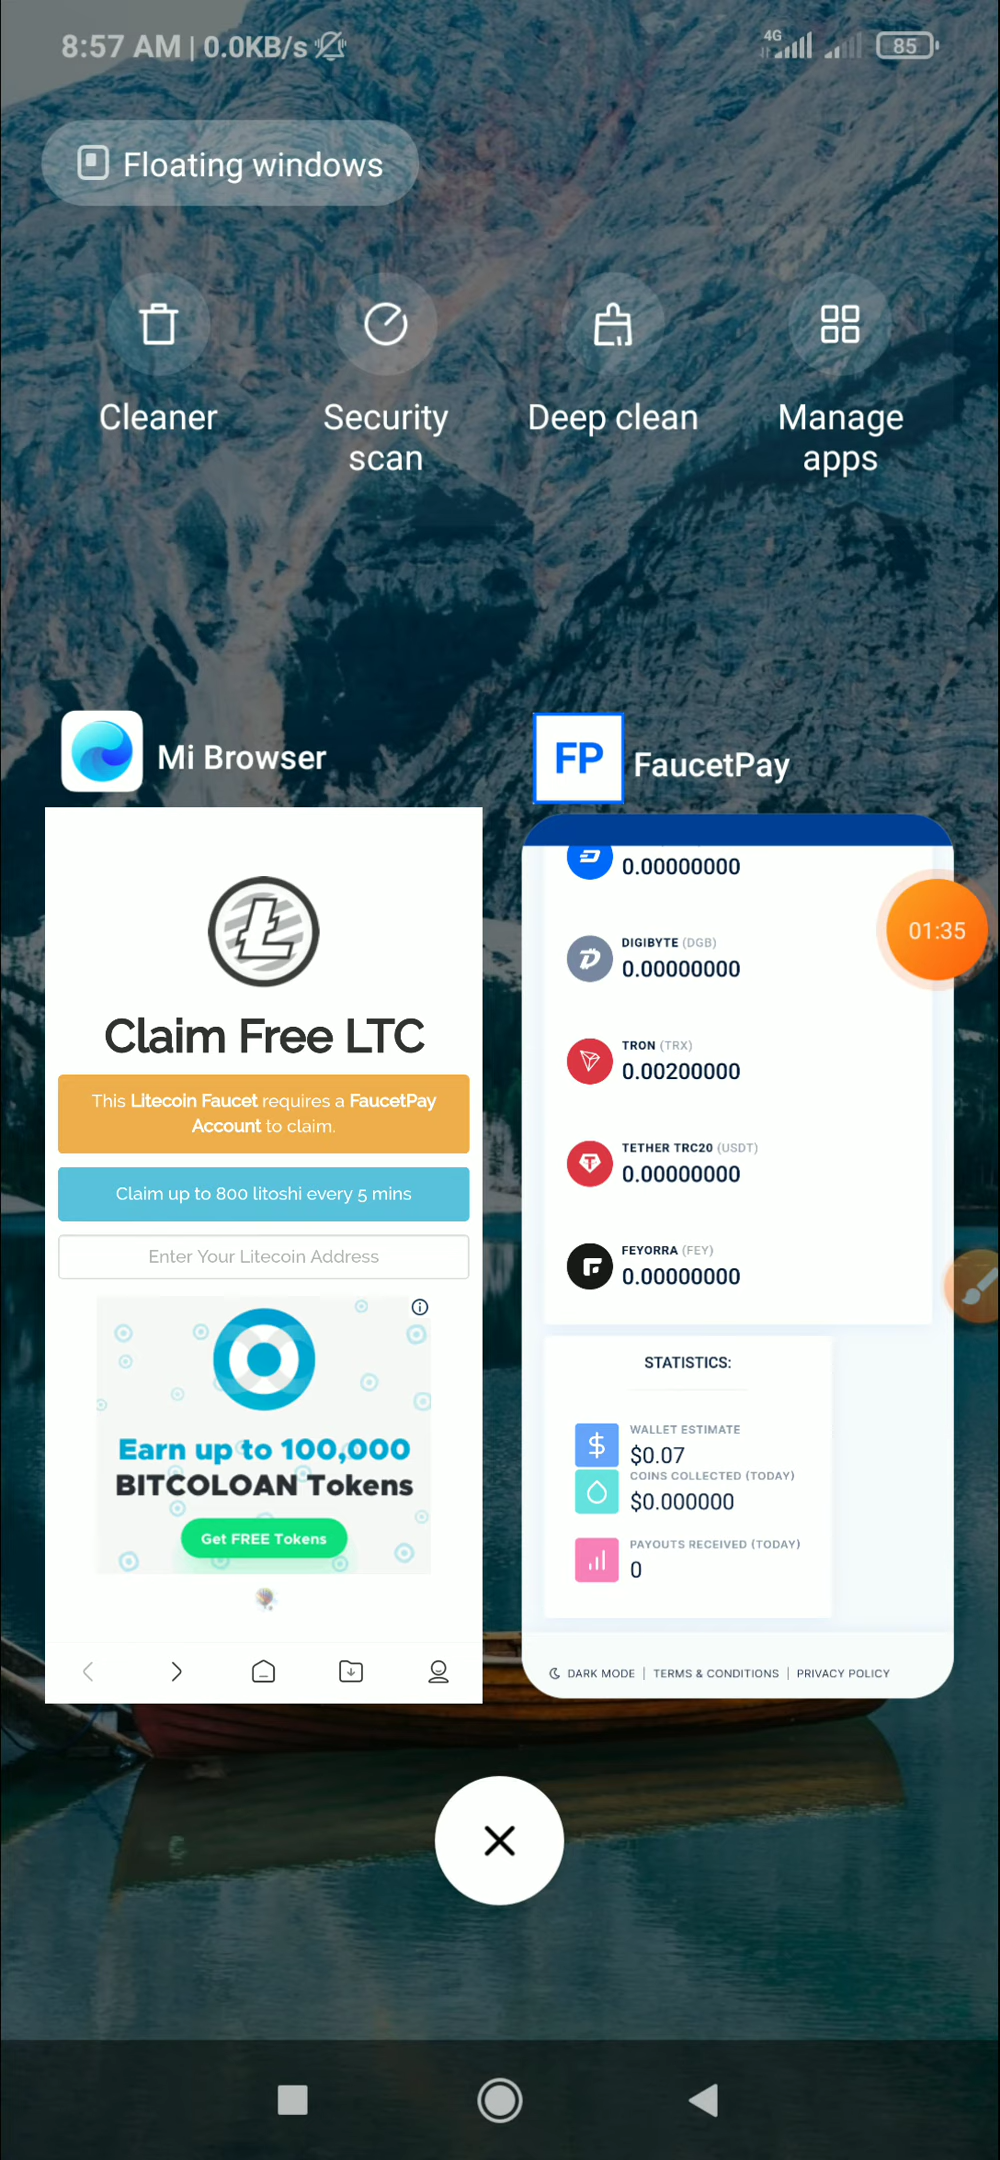 8:57 AM | 0.0KB/s
4G
85
Floating windows
Cleaner
Security scan
Deep clean
Manage apps
Mi Browser
Claim Free LTC
This Litecoin Faucet requires a FaucetPay
Account to claim.
Claim up to 800 litoshi every 5 mins
Enter Your Litecoin Address
Earn up to 100,000
BITCOLOAN Tokens
Get FREE Tokens
FP
FaucetPay
0.00000000
01:35
DIGIBYTE (DGB)
0.00000000
TRON (TRX)
0.00200000
TETHER TRC20 (USDT)
0.00000000
FEYORRA (FEY)
0.00000000
STATISTICS:
WALLET ESTIMATE
$0.07
COINS COLLECTED (TODAY)
$0.000000
PAYOUTS RECEIVED (TODAY)
0
DARK MODE | TERMS & CONDITIONS | PRIVACY POLICY